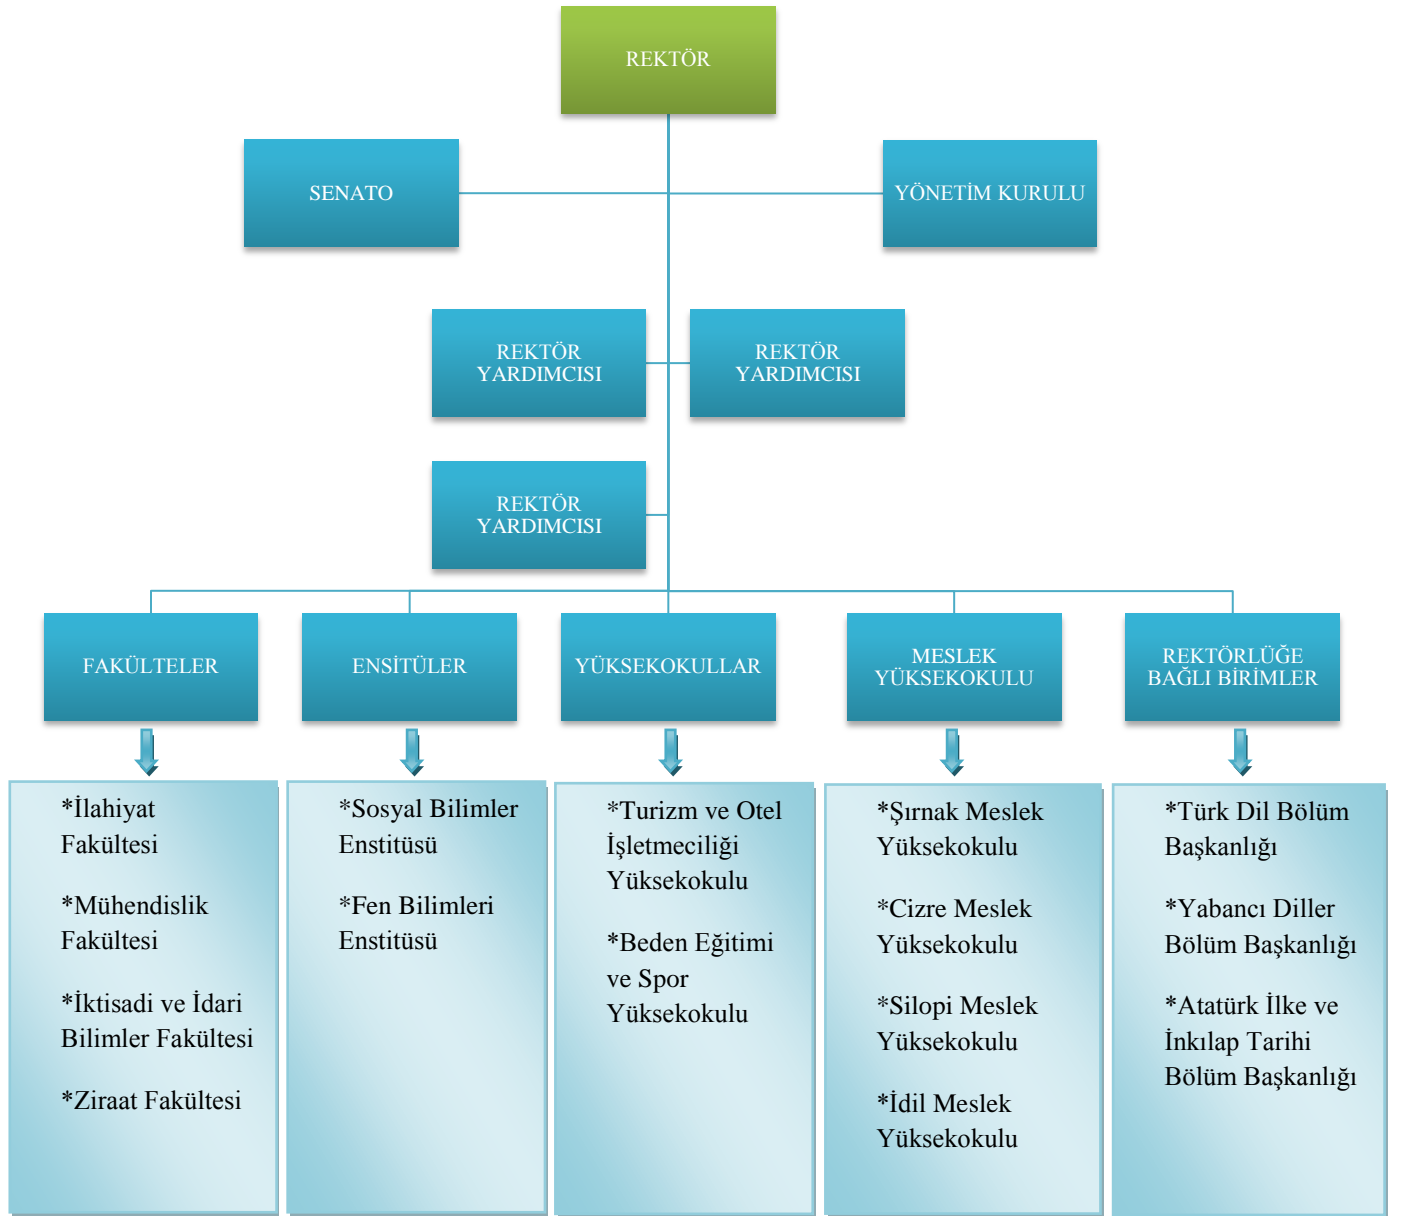 REKTÖR
SENATO
YÖNETİM KURULU
REKTÖR
YARDIMCISI
REKTÖR
YARDIMCISI
REKTÖR
YARDIMCISI
FAKÜLTELER
ENSİTÜLER
YÜKSEKOKULLAR
MESLEK
YÜKSEKOKULU
REKTÖRLÜĞE
BAĞLI BİRİMLER
*İlahiyat
Fakültesi
*Mühendislik
Fakültesi
*İktisadi ve İdari
Bilimler Fakültesi
*Ziraat Fakültesi
*Sosyal Bilimler
Enstitüsü
*Fen Bilimleri
Enstitüsü
*Turizm ve Otel
İşletmeciliği
Yüksekokulu
*Beden Eğitimi
ve Spor
Yüksekokulu
*Şırnak Meslek
Yüksekokulu
*Cizre Meslek
Yüksekokulu
*Silopi Meslek
Yüksekokulu
*İdil Meslek
Yüksekokulu
*Türk Dil Bölüm
Başkanlığı
*Yabancı Diller
Bölüm Başkanlığı
*Atatürk İlke ve
İnkılap Tarihi
Bölüm Başkanlığı